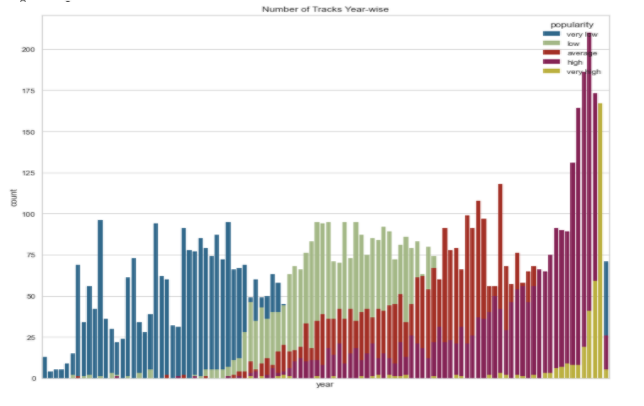 Number of Tracks Year-wise
popularity
very low
low
average
high
very high
200
175
150
125
100
75
50
25
0
count
year